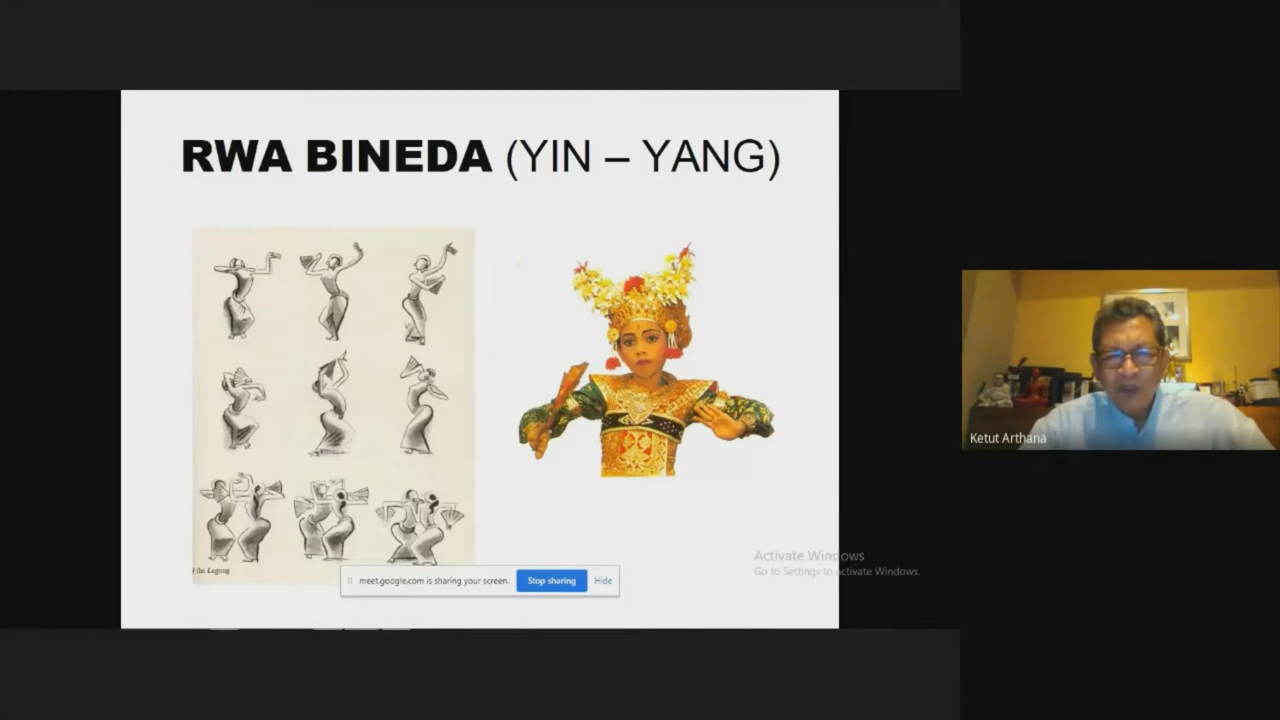 RWA BINEDA (YIN – YANG)
the Legong
meet.google.com is sharing your screen.
Stop sharing
Hide
Activate Windows
Go to Settings to activate Windows.
Ketut Arthana